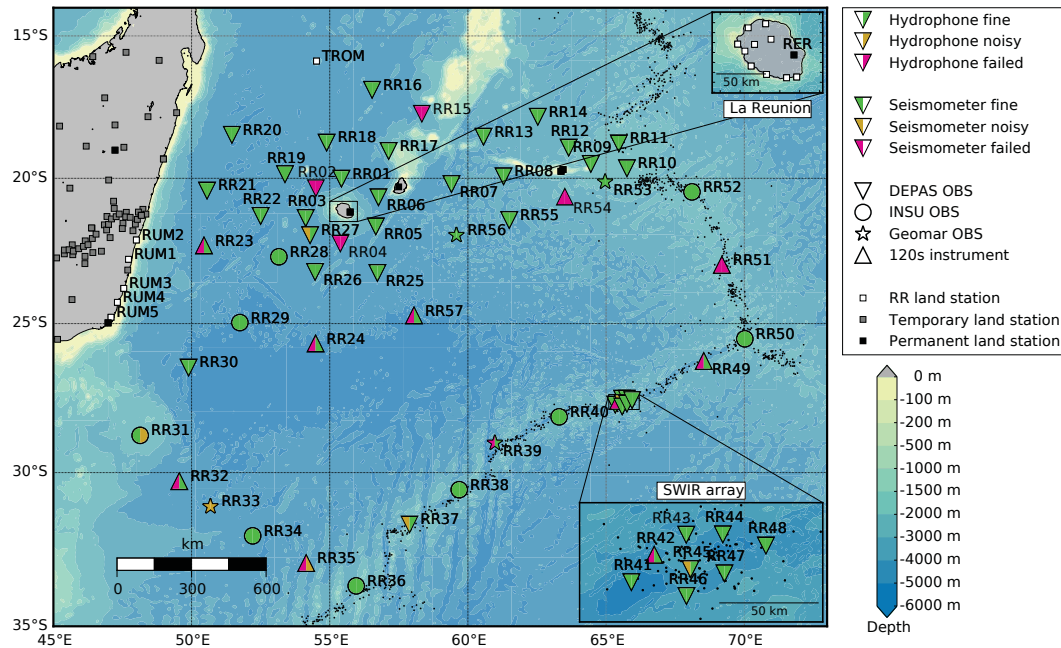 15°S
20°S
25°S
30°S
35°S
45°E
50°E
55°E
60°E
65°E
70°E
TROM
RR16
RR15
RR14
RR20
RR18
RR17
RR13
RR12
RR11
RR19
RR02
RR01
RR09
RR10
RR08
RR21
RR07
RR53
RR52
RR22
RR03
RR06
RR54
RR55
RUM2
RR23
RR27
RR05
RR56
RUM1
RR28
RR04
RR51
RUM3
RR26
RR25
RUM4
RUM5
RR29
RR57
RR24
RR50
RR30
RR49
RR31
RR40
RR32
RR39
RR33
RR38
RR34
RR37
RR35
RR36
km
0
300
600
RER
50 km
La Reunion
SWIR array
RR43
RR44
RR42
RR48
RR45
RR41
RR47
RR46
50 km
Hydrophone fine
Hydrophone noisy
Hydrophone failed
Seismometer fine
Seismometer noisy
Seismometer failed
DEPAS OBS
INSU OBS
Geomar OBS
120s instrument
RR land station
Temporary land station
Permanent land station
0 m
-100 m
-200 m
-500 m
-1000 m
-2000 m
-3000 m
-4000 m
-5000 m
-6000 m
Depth